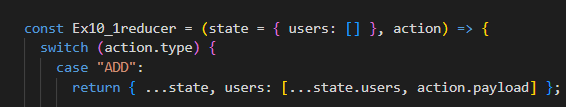 const Ex10_1reducer = (state = { users: [] }, action) => {
switch (action.type) {
case "ADD":
return { ...state, users: [...state.users, action.payload] };